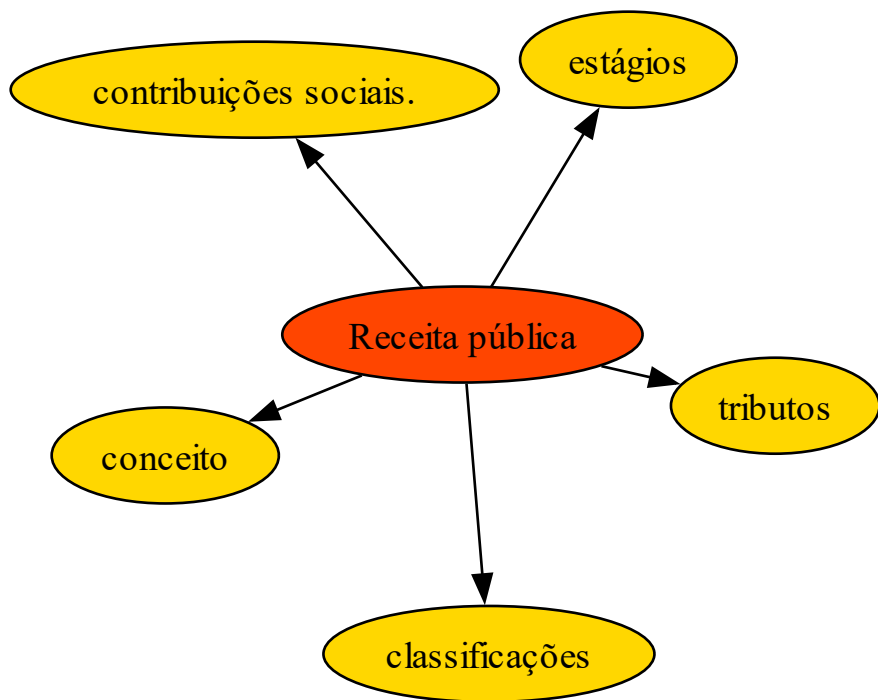 estágios
contribuições sociais.
Receita pública
tributos
conceito
classificações